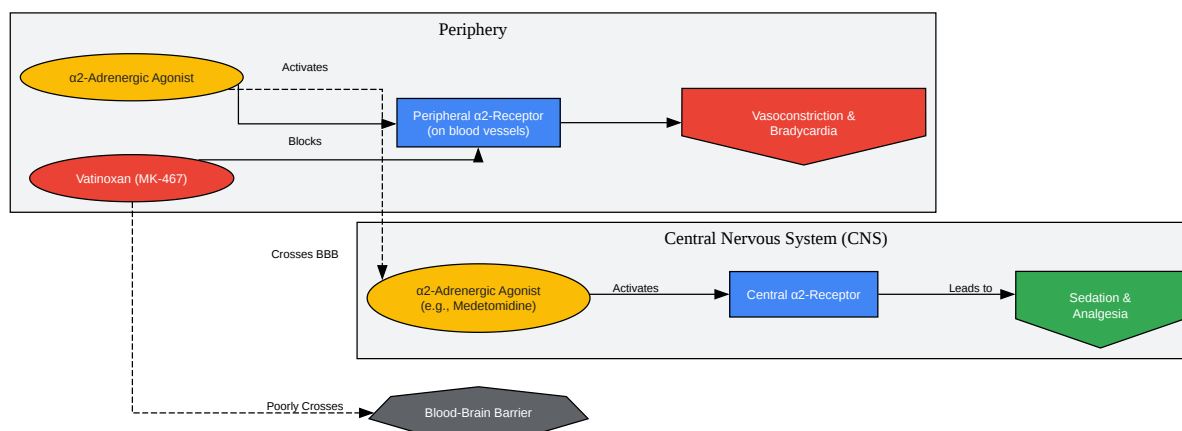 Periphery
α2-Adrenergic Agonist
Activates
Peripheral α2-Receptor
(on blood vessels)
Vasoconstriction &
Bradycardia
Blocks
Vatinoxan (MK-467)
Central Nervous System (CNS)
Crosses BBB
α2-Adrenergic Agonist
(e.g., Medetomidine)
Activates
Central α2-Receptor
Leads to
Sedation &
Analgesia
Poorly Crosses
Blood-Brain Barrier